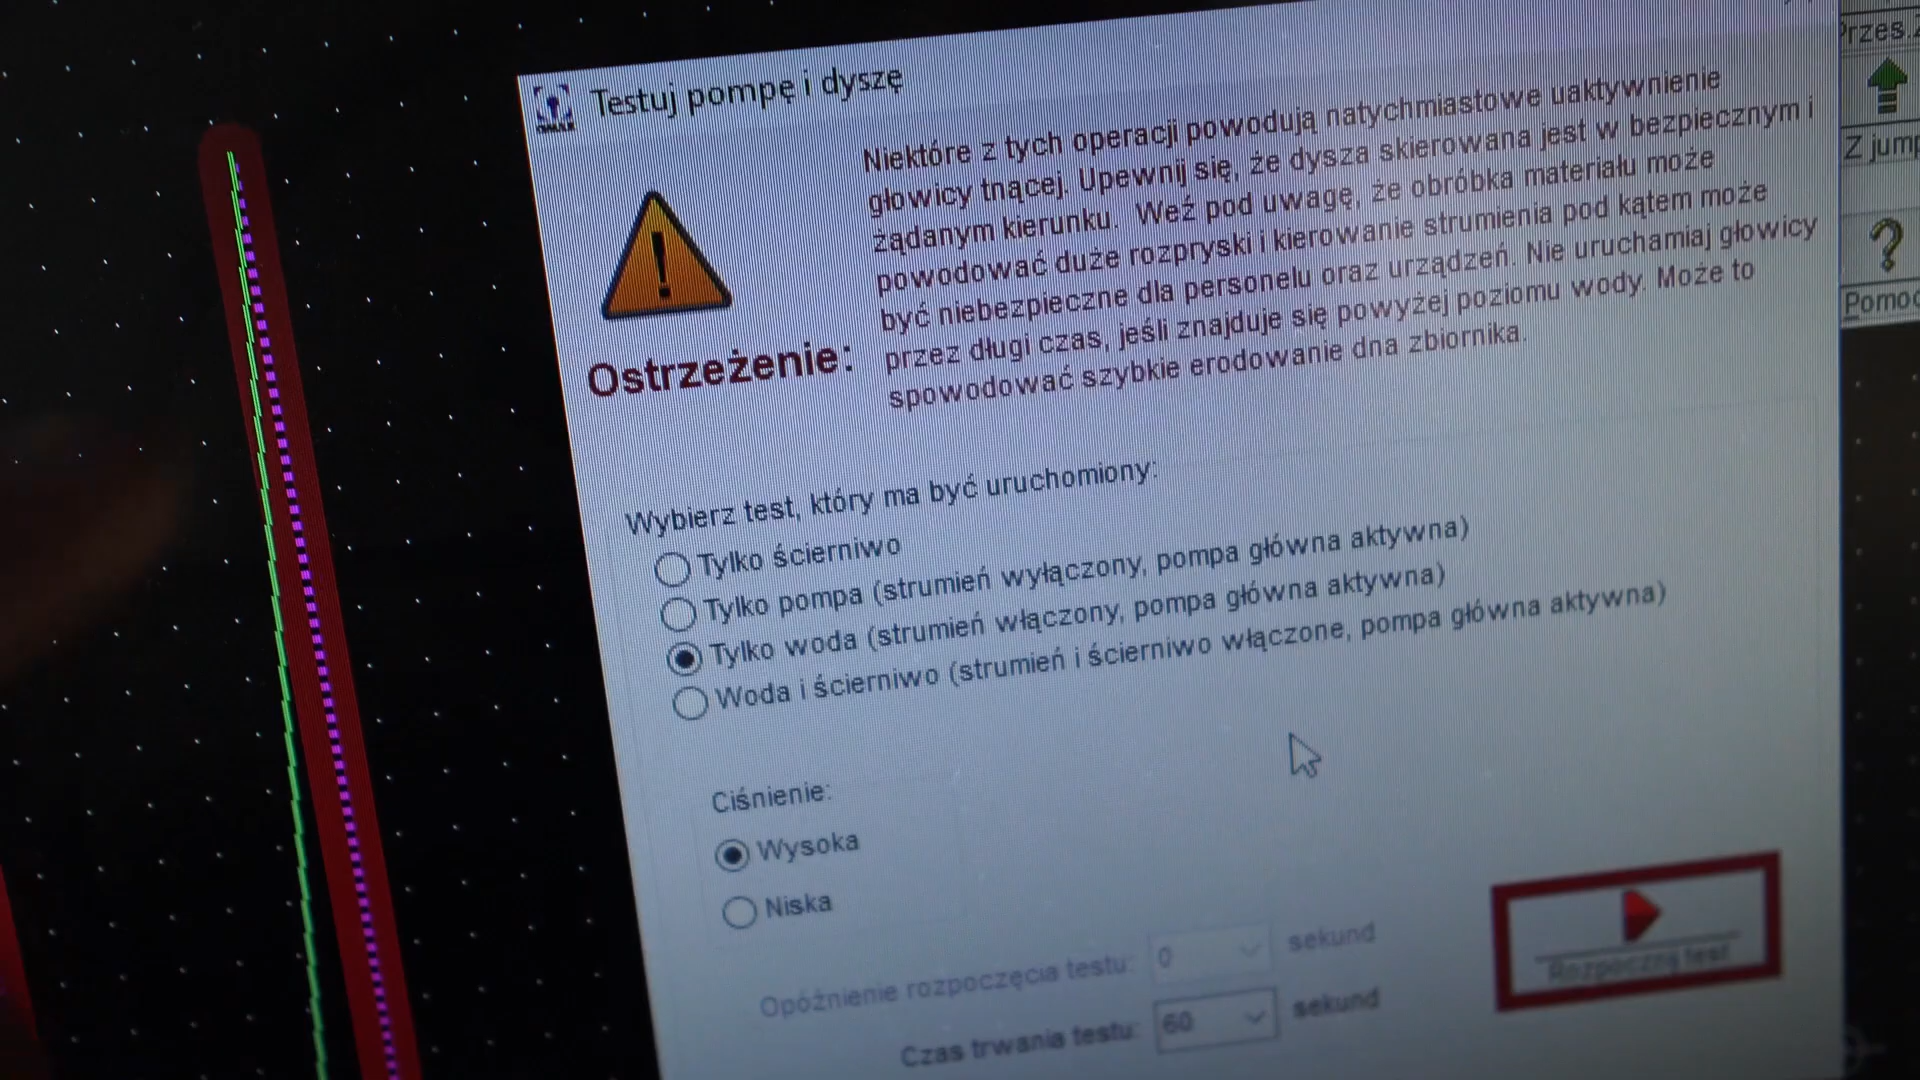 Testuj pompę i dyszę
Niektóre z tych operacji powodują natychmiastowe uaktywnienie
głowicy tnącej. Upewnij się, że dysza skierowana jest w bezpiecznym i
żądanym kierunku. Weź pod uwagę, że obróbka materiału może
powodować duże rozpryski i kierowanie strumienia pod kątem może
być niebezpieczne dla personelu oraz urządzeń. Nie uruchamiaj głowicy
przez długi czas, jeśli znajduje się powyżej poziomu wody. Może to
spowodować szybkie erodowanie dna zbiornika.
Ostrzeżenie:
Wybierz test, który ma być uruchomiony:
Tylko ścierniwo
Tylko pompa (strumień wyłączony, pompa główna aktywna)
Tylko woda (strumień włączony, pompa główna aktywna)
Woda i ścierniwo (strumień i ścierniwo włączone, pompa główna aktywna)
Ciśnienie:
Wysoka
Niska
Opóźnienie rozpoczęcia testu: 0 sekund
Czas trwania testu: 60 sekund
Rozpocznij test
Przes.
Z jump
Pomoc